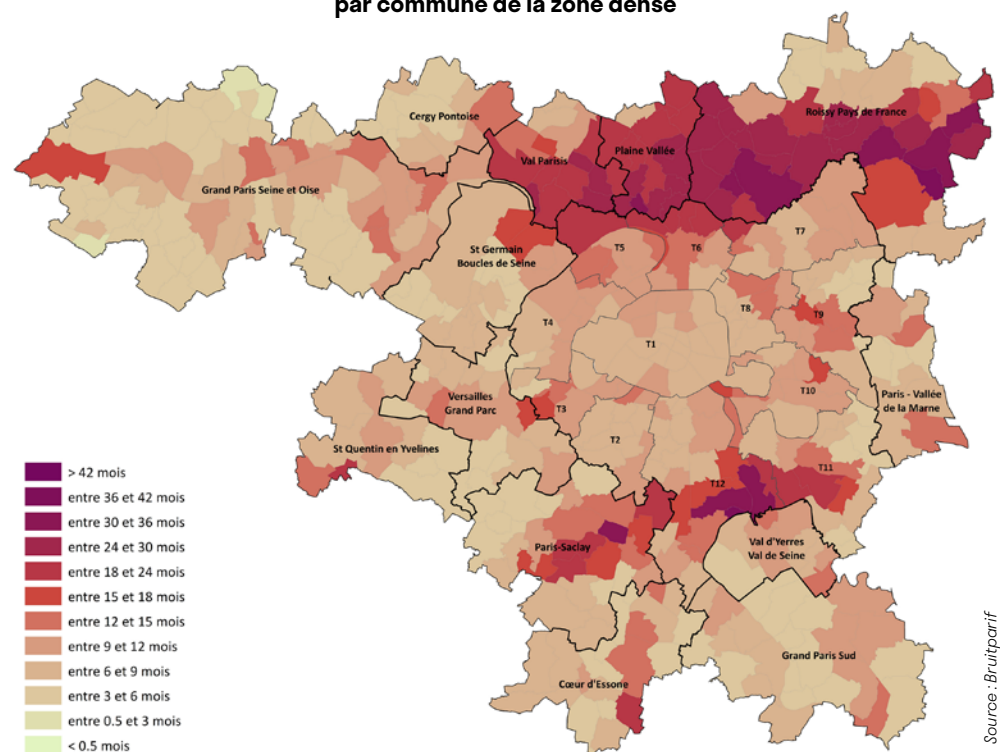 par commune de la zone dense
Cergy Pontoise
Roissy Pays de France
Val Parisis
Plaine Vallée
Grand Paris Seine et Oise
St Germain
Boucles de Seine
T5
T6
T7
T8
T9
T4
T1
T10
Paris - Vallée
de la Marne
Versailles
Grand Parc
T3
T2
St Quentin en Yvelines
T11
T12
Paris-Saclay
Val d'Yerres
Val de Seine
Grand Paris Sud
Cœur d'Essone
> 42 mois
entre 36 et 42 mois
entre 30 et 36 mois
entre 24 et 30 mois
entre 18 et 24 mois
entre 15 et 18 mois
entre 12 et 15 mois
entre 9 et 12 mois
entre 6 et 9 mois
entre 3 et 6 mois
entre 0.5 et 3 mois
< 0.5 mois
Source : Bruitparif